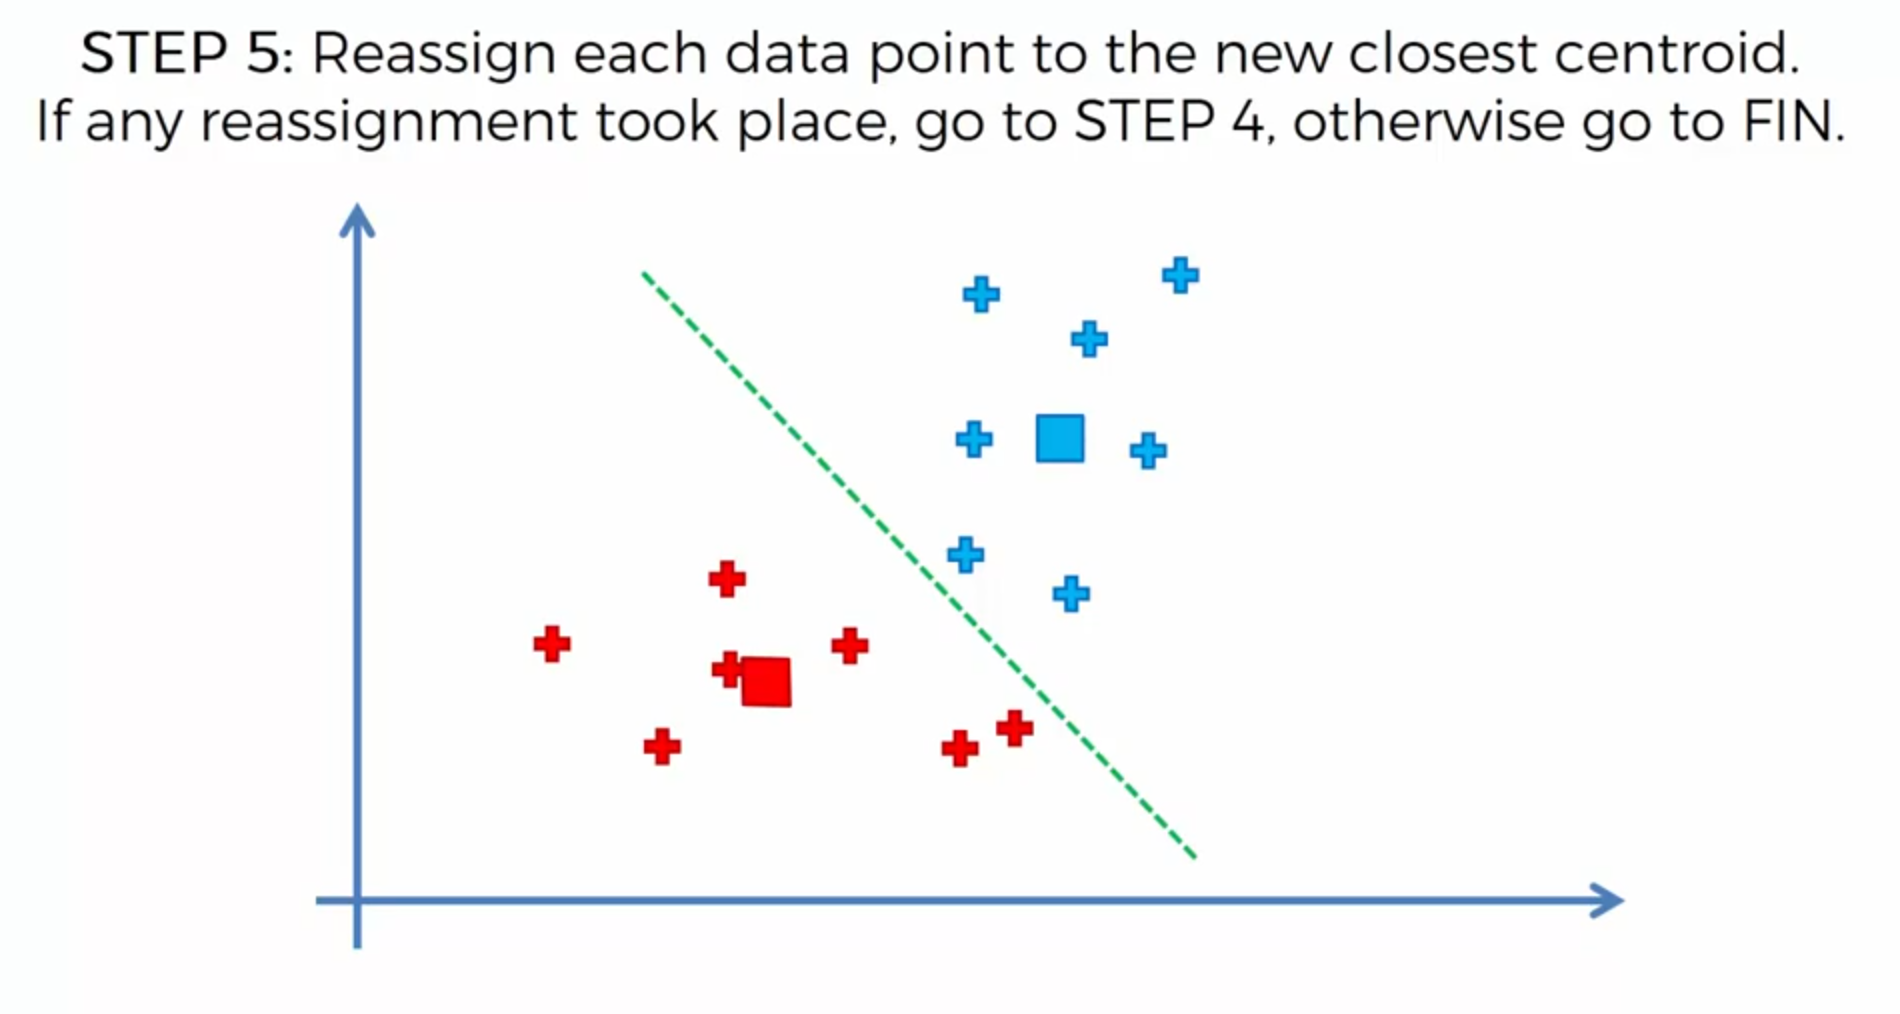 STEP 5: Reassign each data point to the new closest centroid.
If any reassignment took place, go to STEP 4, otherwise go to FIN.